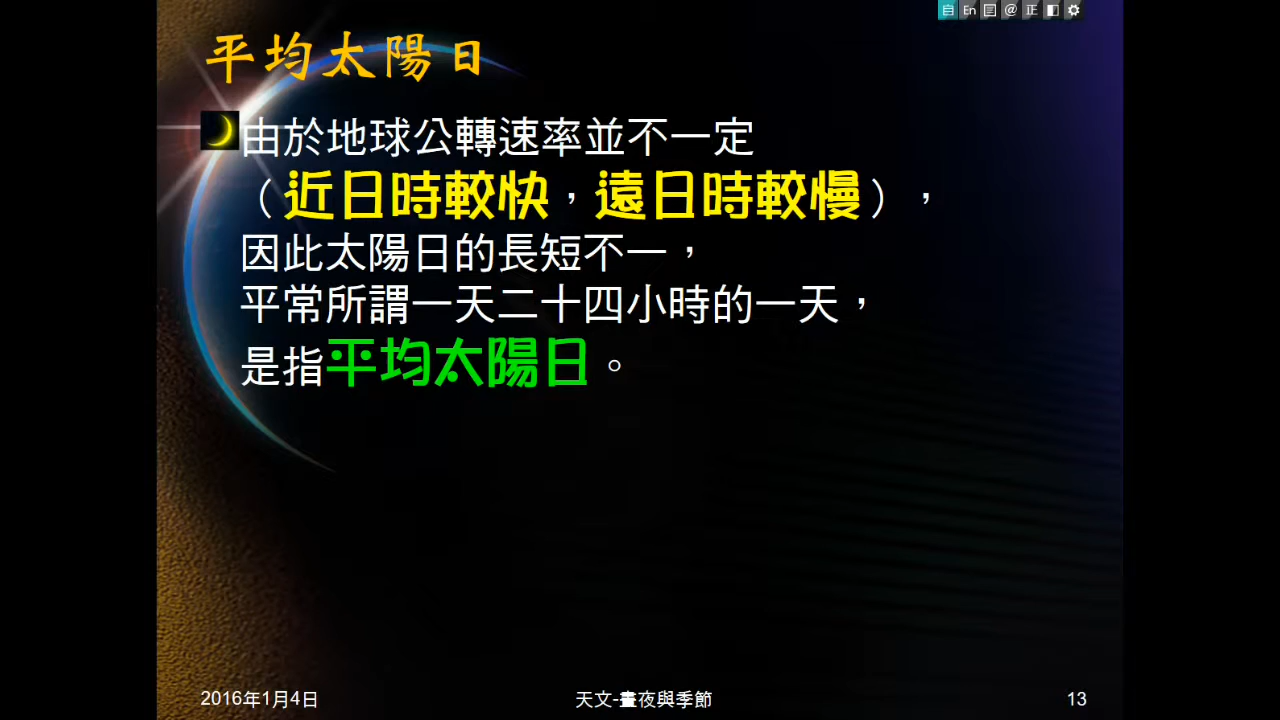 自 En @ 正
平均太陽日
由於地球公轉速率並不一定
（近日時較快，遠日時較慢），
因此太陽日的長短不一，
平常所謂一天二十四小時的一天，
是指平均太陽日。
2016年1月4日
天文-晝夜與季節
13